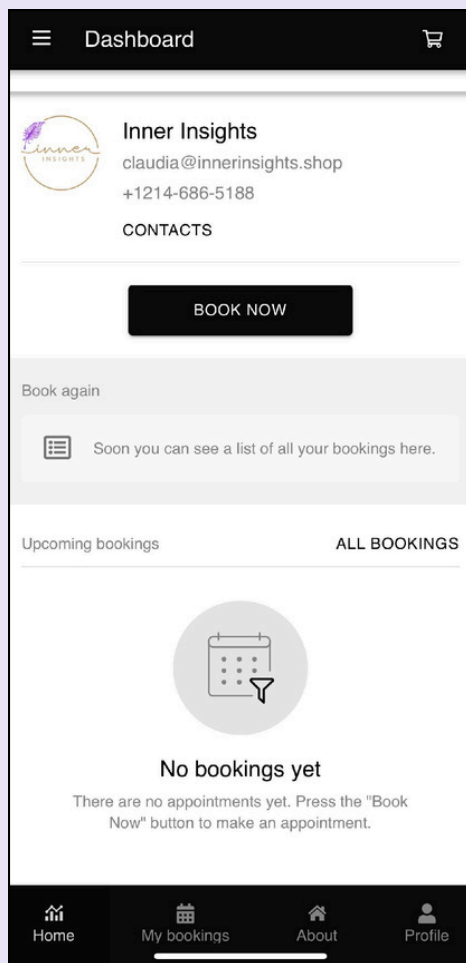 Dashboard
inner
INSIGHTS
Inner Insights
claudia@innerinsights.shop
+1214-686-5188
CONTACTS
BOOK NOW
Book again
Soon you can see a list of all your bookings here.
Upcoming bookings
ALL BOOKINGS
No bookings yet
There are no appointments yet. Press the "Book
Now" button to make an appointment.
Home
My bookings
About
Profile